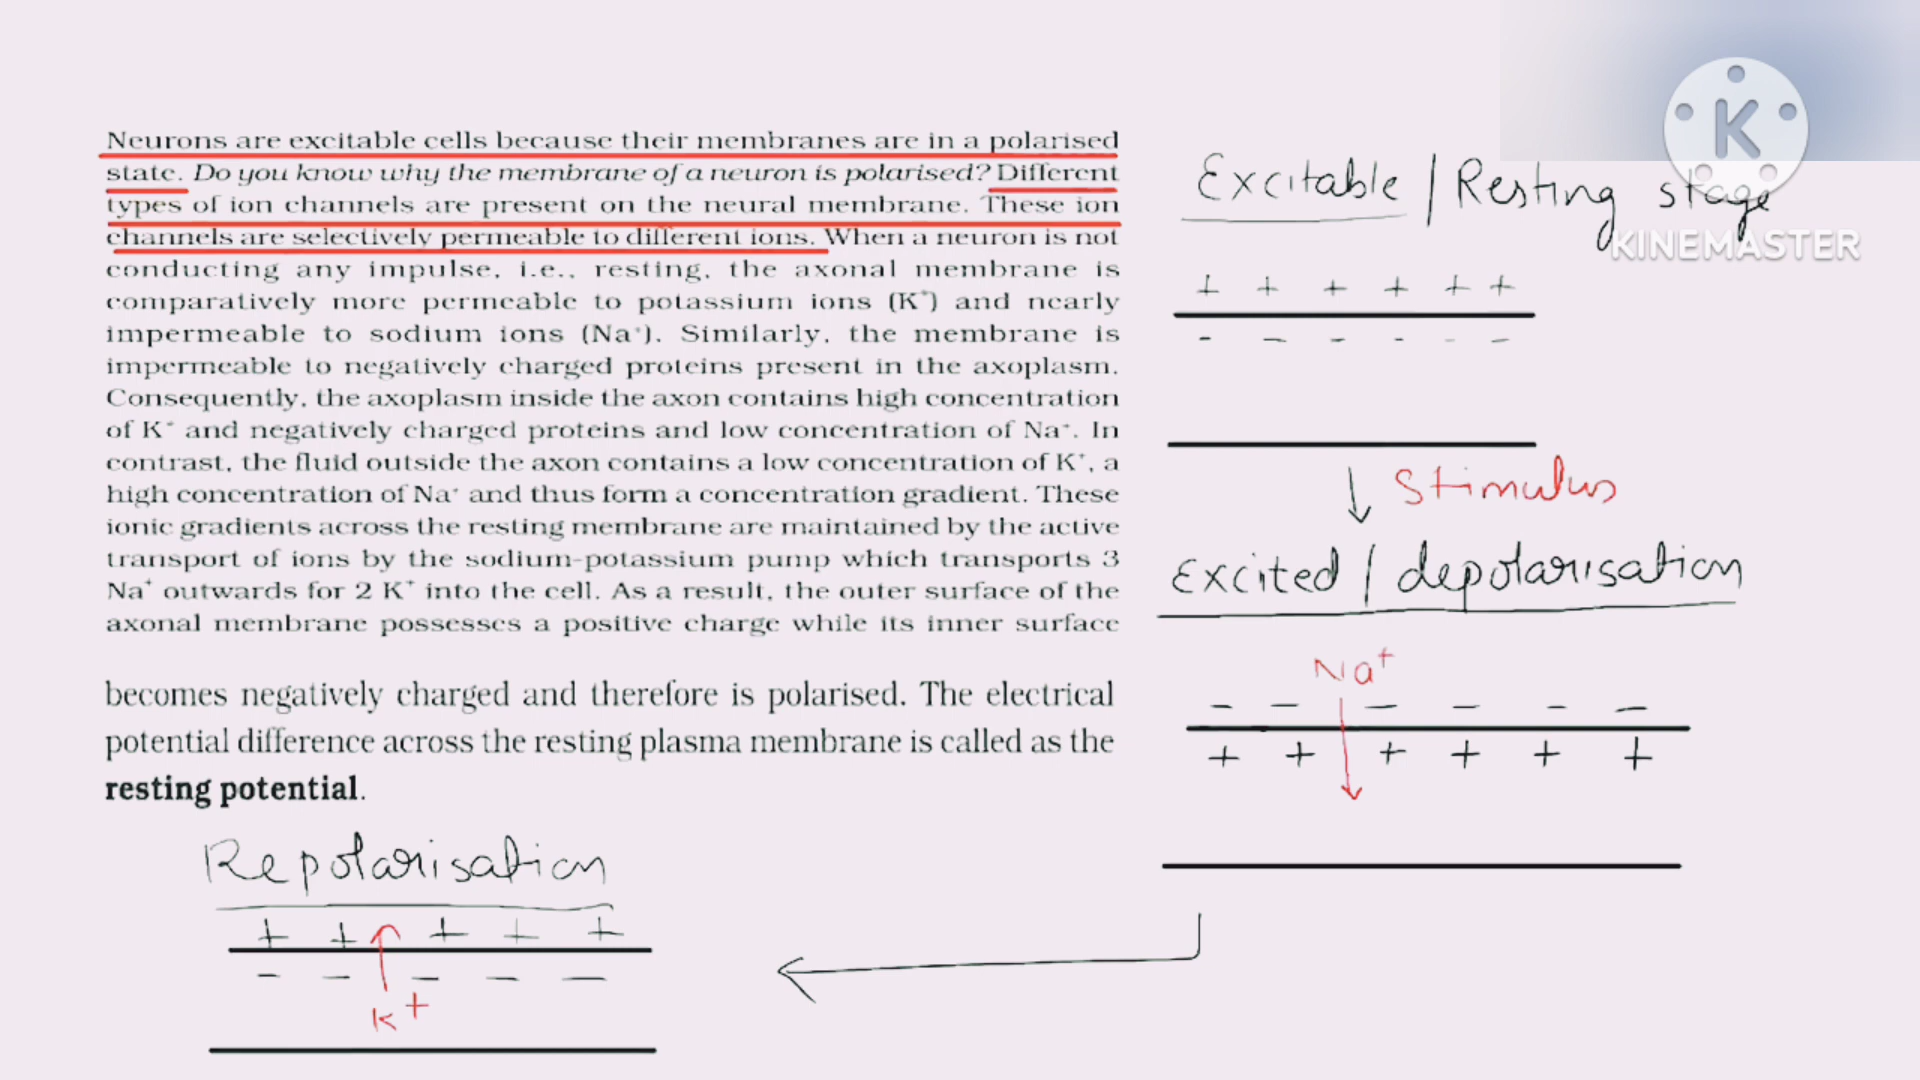 Neurons are excitable cells because their membranes are in a polarised
state. Do you know why the membrane of a neuron is polarised? Different
types of ion channels are present on the neural membrane. These ion
channels are selectively permeable to different ions. When a neuron is not
conducting any impulse, i.e., resting, the axonal membrane is
comparatively more permeable to potassium ions (K⁺) and nearly
impermeable to sodium ions (Na⁺). Similarly, the membrane is
impermeable to negatively charged proteins present in the axoplasm.
Consequently, the axoplasm inside the axon contains high concentration
of K⁺ and negatively charged proteins and low concentration of Na⁺. In
contrast, the fluid outside the axon contains a low concentration of K⁺, a
high concentration of Na⁺ and thus form a concentration gradient. These
ionic gradients across the resting membrane are maintained by the active
transport of ions by the sodium-potassium pump which transports 3
Na⁺ outwards for 2 K⁺ into the cell. As a result, the outer surface of the
axonal membrane possesses a positive charge while its inner surface
becomes negatively charged and therefore is polarised. The electrical
potential difference across the resting plasma membrane is called as the
resting potential.
Repolarisation
+ + + + +
- - - - -
K+
K
KINEMASTER
Excitable / Resting stage
+ + + + + +
- - - - - -
Stimulus
Excited / depolarisation
Na+
- - - - - -
+ + + + + +